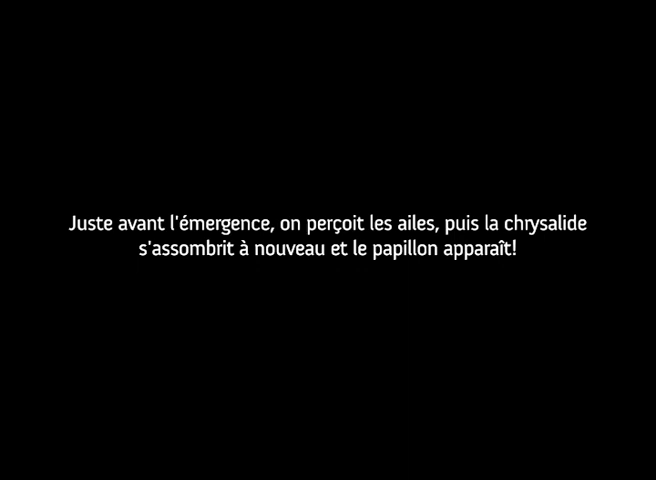 Juste avant l'émergence, on perçoit les ailes, puis la chrysalide
s'assombrit à nouveau et le papillon apparaît!